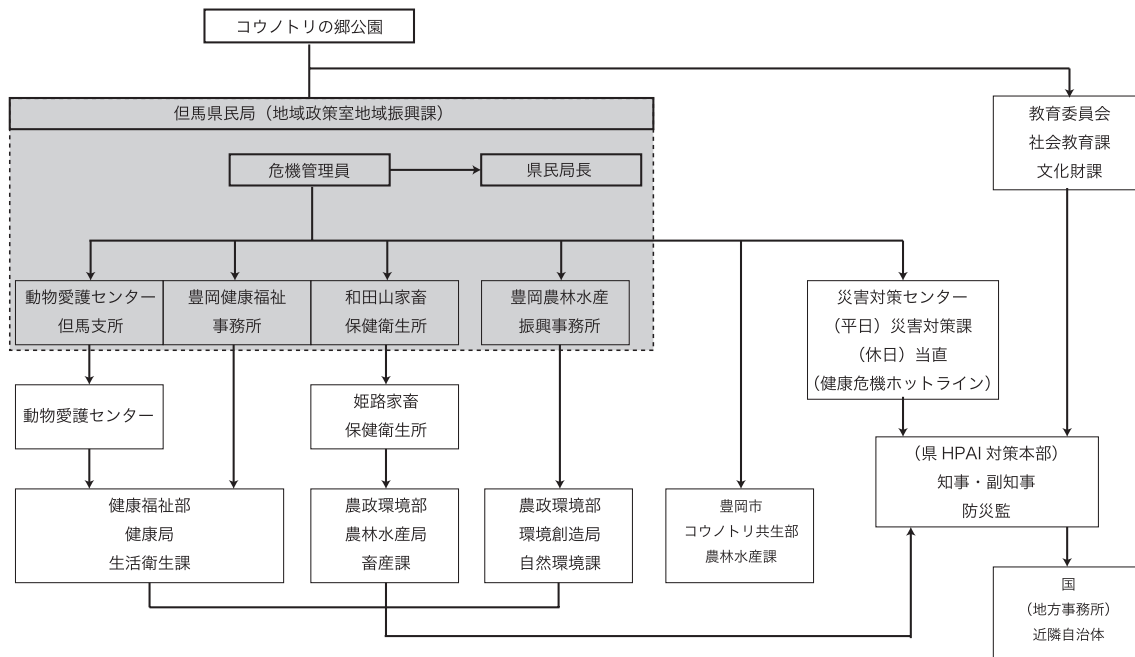 コウノトリの郷公園
但馬県民局（地域政策室地域振興課）
教育委員会
社会教育課
文化財課
危機管理員
県民局長
動物愛護センター
但馬支所
豊岡健康福祉
事務所
和田山家畜
保健衛生所
豊岡農林水産
振興事務所
災害対策センター
（平日）災害対策課
（休日）当直
（健康危機ホットライン）
動物愛護センター
姫路家畜
保健衛生所
（県 HPAI 対策本部）
知事・副知事
防災監
健康福祉部
健康局
生活衛生課
農政環境部
農林水産局
畜産課
農政環境部
環境創造局
自然環境課
豊岡市
コウノトリ共生部
農林水産課
国
（地方事務所）
近隣自治体